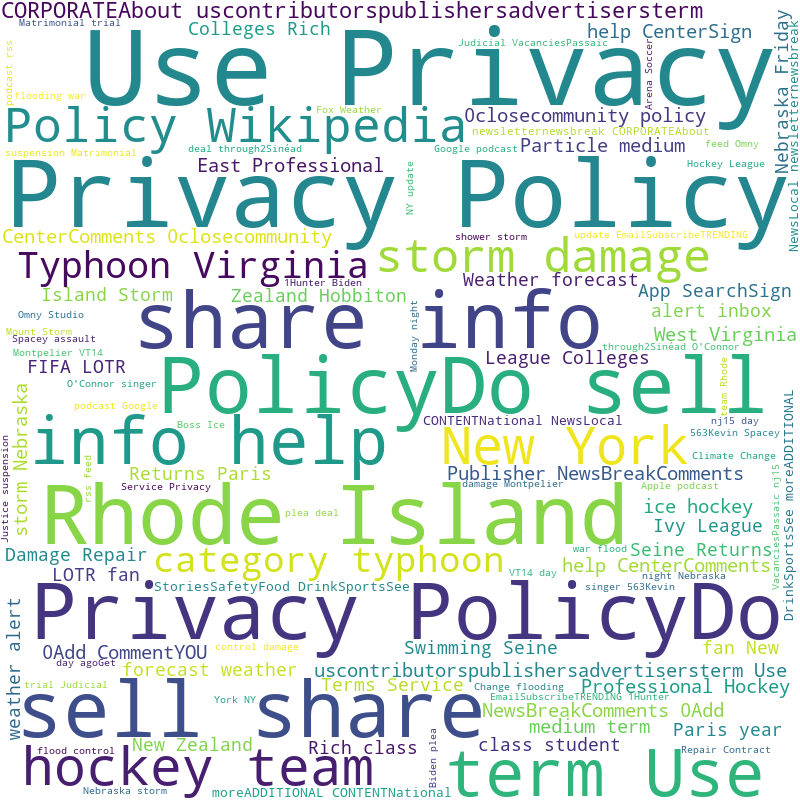 CORPORATEAbout uscontributorspublishersadvertisersterm
Matrimonial trial
Colleges Rich
help CenterSign
Use Privacy
Judicial VacanciesPassaic
Arena Soccer
Nebraska Friday
podcast rss
flooding war
Fox Weather
Policy Wikipedia
Oclosecommunity policy
newsletternewsbreak CORPORATEAbout
NewsLocal newsletternewsbreak
suspension Matrimonial
deal through2Sinéad
Google podcast
Particle medium
feed Omny
East Professional
NY update
Hockey League
Privacy Policy
CenterComments Oclosecommunity
shower storm
update EmailSubscribeTRENDING
Typhoon Virginia
storm damage
1Hunter Biden
Weather forecast
App SearchSign
Island Storm
Zealand Hobbiton
share info
alert inbox
Omny Studio
Mount Storm
Spacey assault
Monday night
West Virginia
Montpelier VT14
through2Sinéad O'Connor
FIFA LOTR
League Colleges
O'Connor singer
PolicyDo sell
team Rhode
storm Nebraska
podcast Google
Boss Ice
CONTENTNational NewsLocal
nj15 day
DrinkSportsSee moreADDITIONAL
info help
New York
563Kevin Spacey
Justice suspension
Climate Change
rss feed
Returns Paris
Publisher NewsBreakComments
VacanciesPassaic nj15
Service Privacy
damage Montpelier
Apple podcast
Rhode Island
plea deal
ice hockey
Ivy League
Damage Repair
category typhoon
war flood
Seine Returns
help CenterComments
LOTR fan
VT14 day
night Nebraska
StoriesSafetyFood DrinkSportsSee
singer 563Kevin
Privacy PolicyDo
weather alert
OAdd CommentYOU
control damage
Swimming Seine
fan New
day agoGet
forecast weather
uscontributorspublishersadvertisersterm Use
trial Judicial
Terms Service
Change flooding
Professional Hockey
sell share
EmailSubscribeTRENDING 1Hunter
York NY
NewsBreakComments OAdd
medium term
Paris year
New Zealand
Rich class
Biden plea
class student
Repair Contract
flood control
hockey team
term Use
Nebraska storm
moreADDITIONAL CONTENTNational